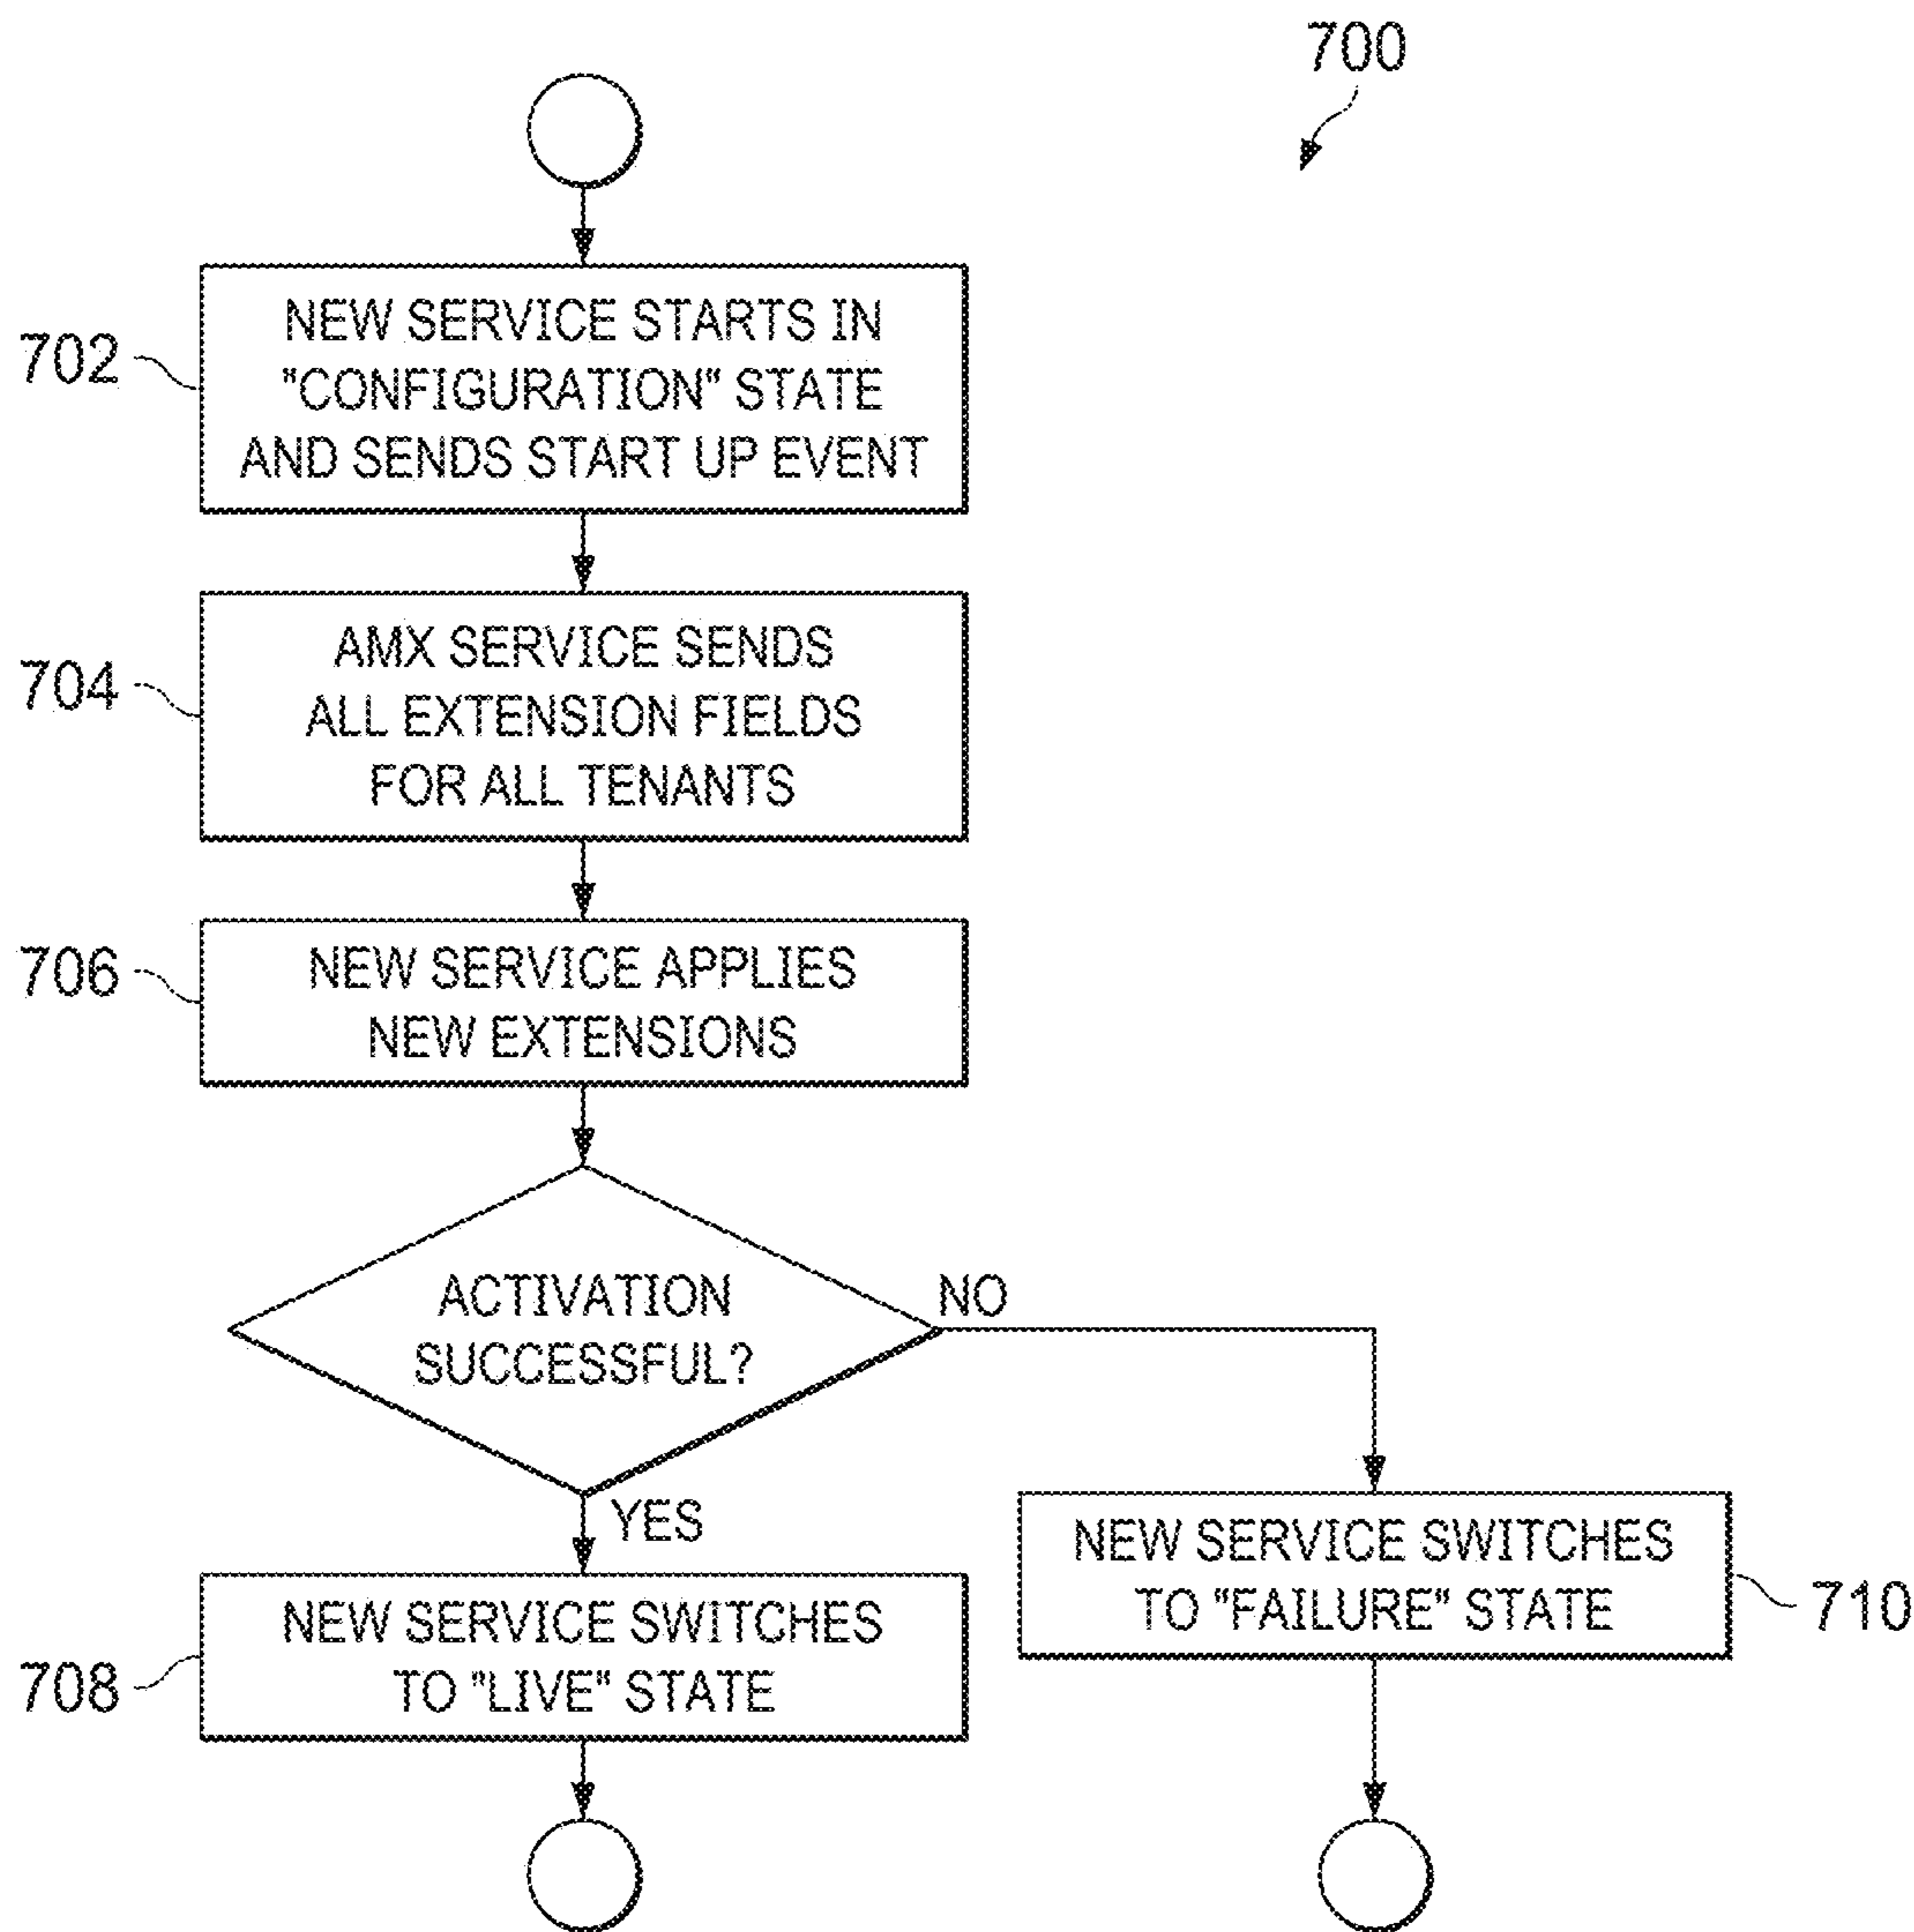 700
702
NEW SERVICE STARTS IN
"CONFIGURATION" STATE
AND SENDS START UP EVENT
704
AMX SERVICE SENDS
ALL EXTENSION FIELDS
FOR ALL TENANTS
706
NEW SERVICE APPLIES
NEW EXTENSIONS
ACTIVATION
SUCCESSFUL?
NO
YES
NEW SERVICE SWITCHES
TO "FAILURE" STATE
710
708
NEW SERVICE SWITCHES
TO "LIVE" STATE